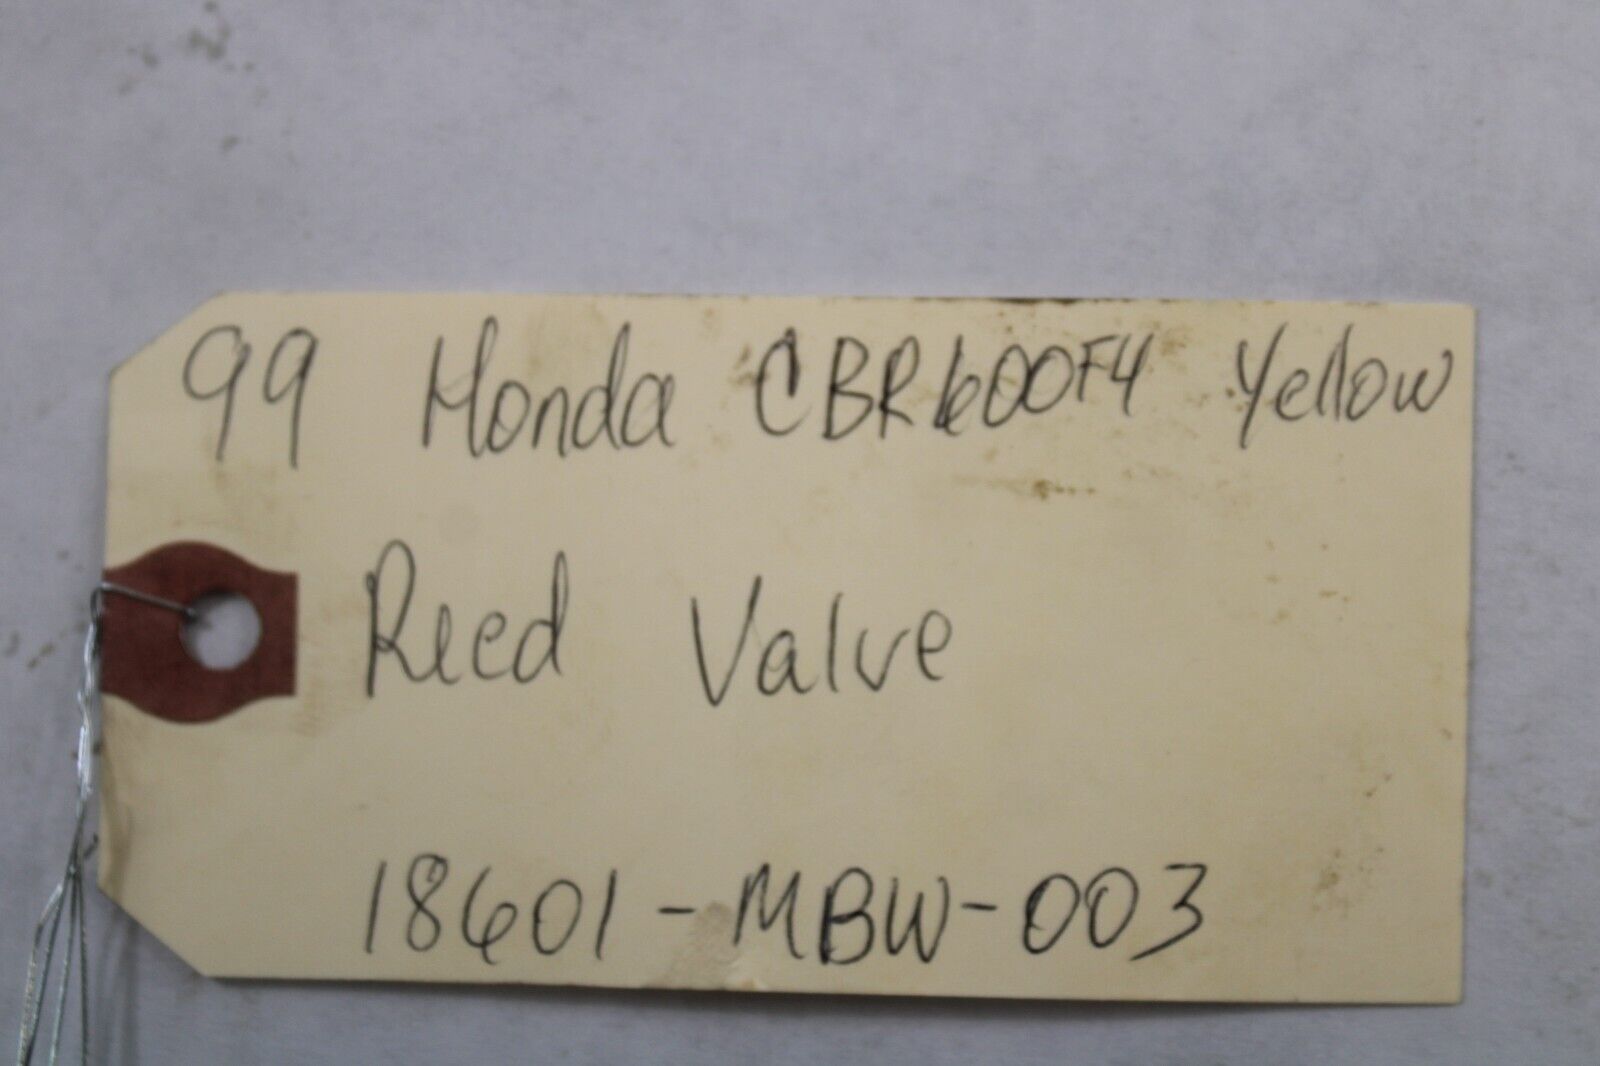 99 Honda CBR600F4 Yellow
Reed Valve
18601-MBW-003